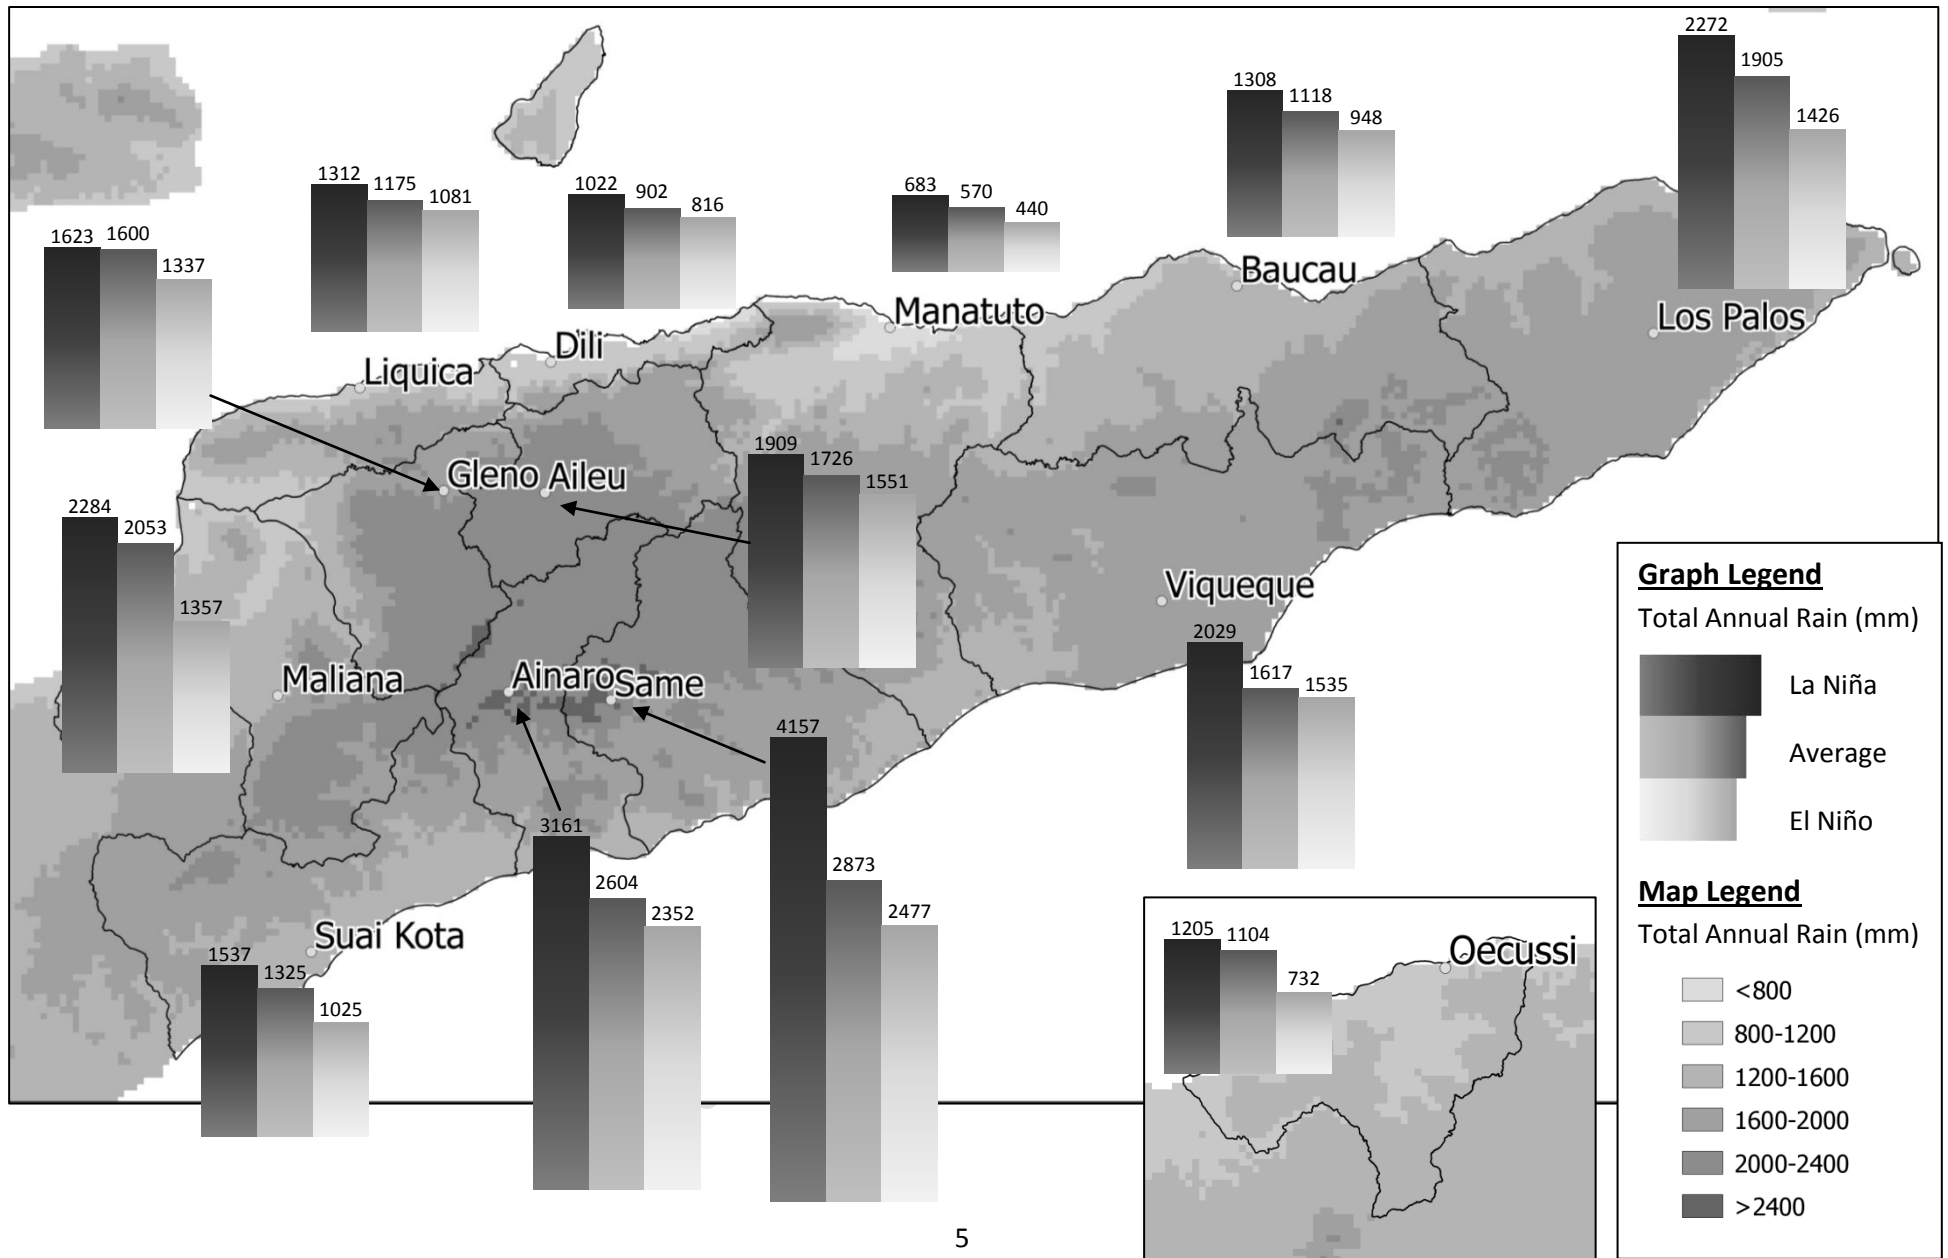 2272
1905
1426
1308
1118
948
1312
1175
1081
1022
902
816
683
570
440
1623
1600
1337
Baucau
Manatuto
Los Palos
Dili
Liquica
Gleno
Aileu
1909
1726
1551
2284
2053
1357
Viqueque
2029
1617
1535
Maliana
Ainaro
Same
4157
2873
2477
3161
2604
2352
Suai Kota
1537
1325
1025
Oecussi
1205
1104
732
Graph Legend
Total Annual Rain (mm)
La Niña
Average
El Niño
Map Legend
Total Annual Rain (mm)
<800
800-1200
1200-1600
1600-2000
2000-2400
>2400
5